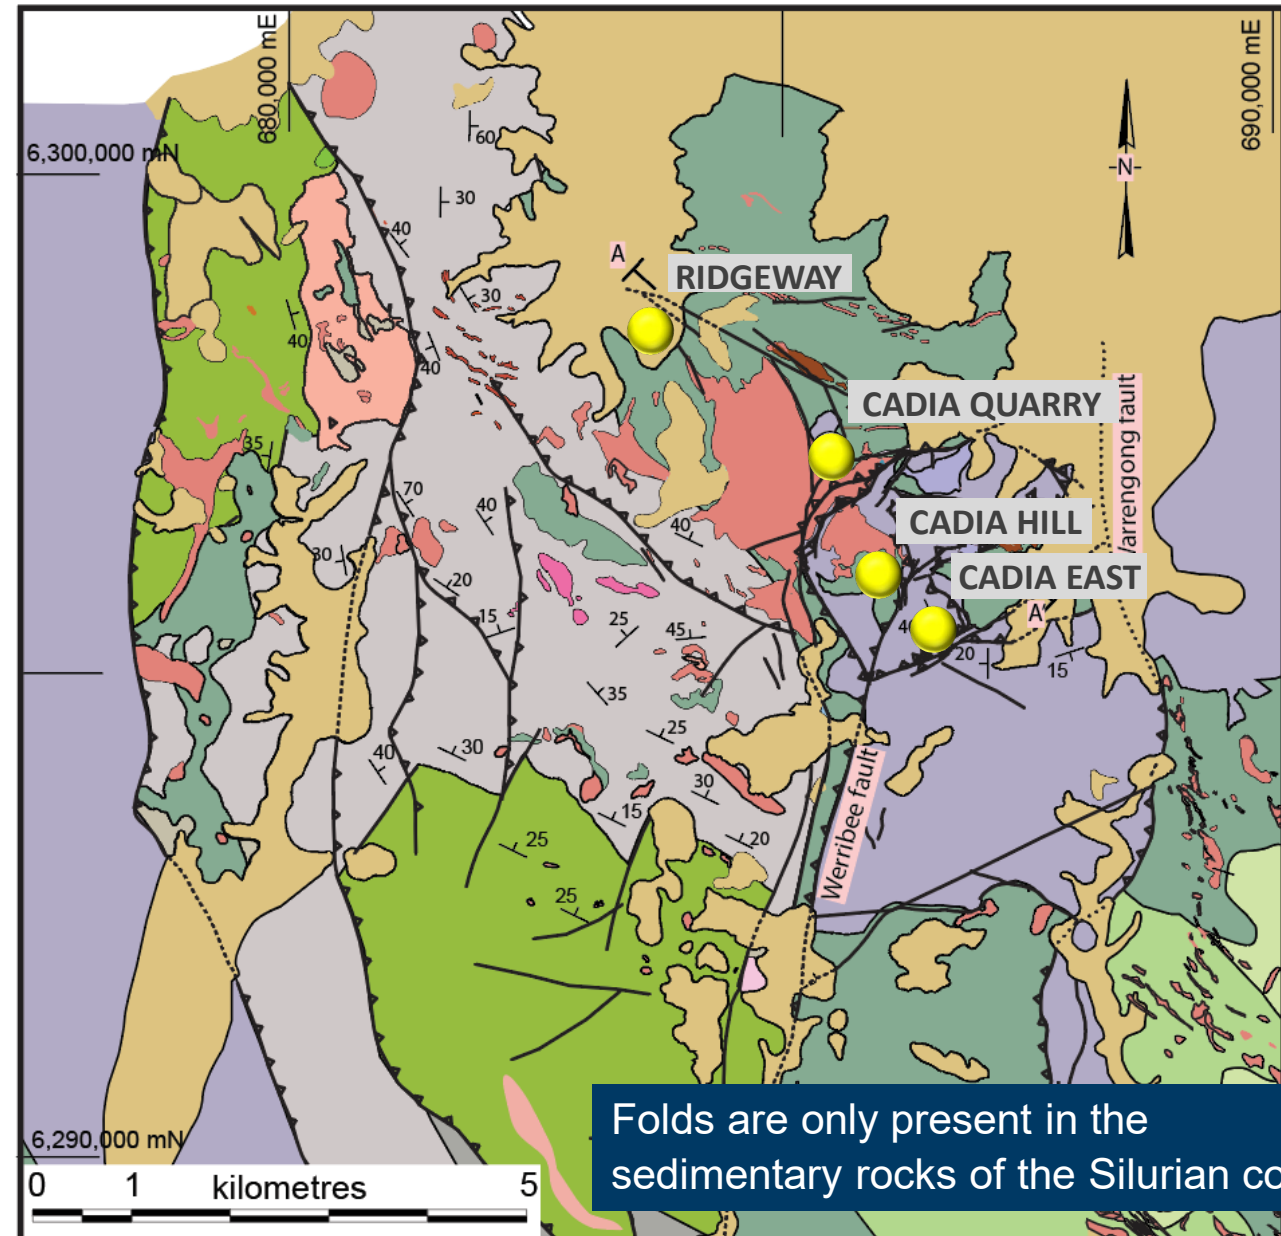 680,000 mE
690,000 mE
6,300,000 mN
60
N
30
40
A
RIDGEWAY
30
40
40
CADIA QUARRY
Warrengong fault
35
70
40
40
CADIA HILL
30
20
CADIA EAST
15
25
45
40
A'
20
15
35
25
40
30
30
Werribee fault
15
20
25
25
6,290,000 mN
Folds are only present in the
sedimentary rocks of the Silurian
0 1 kilometres 5